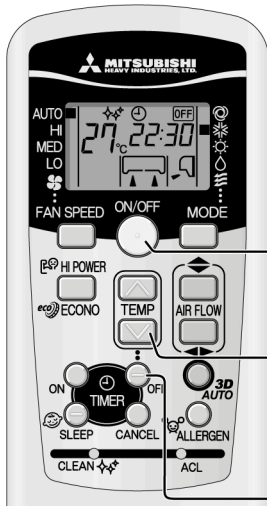 MITSUBISHI
HEAVY INDUSTRIES, LTD.
AUTO
HI
MED
LO
OFF
27°C 22:30
FAN SPEED
ON/OFF
MODE
HI POWER
eco ECONO
TEMP
AIR FLOW
3D
AUTO
ON
TIMER
OFF
SLEEP
CANCEL
ALLERGEN
CLEAN
ACL